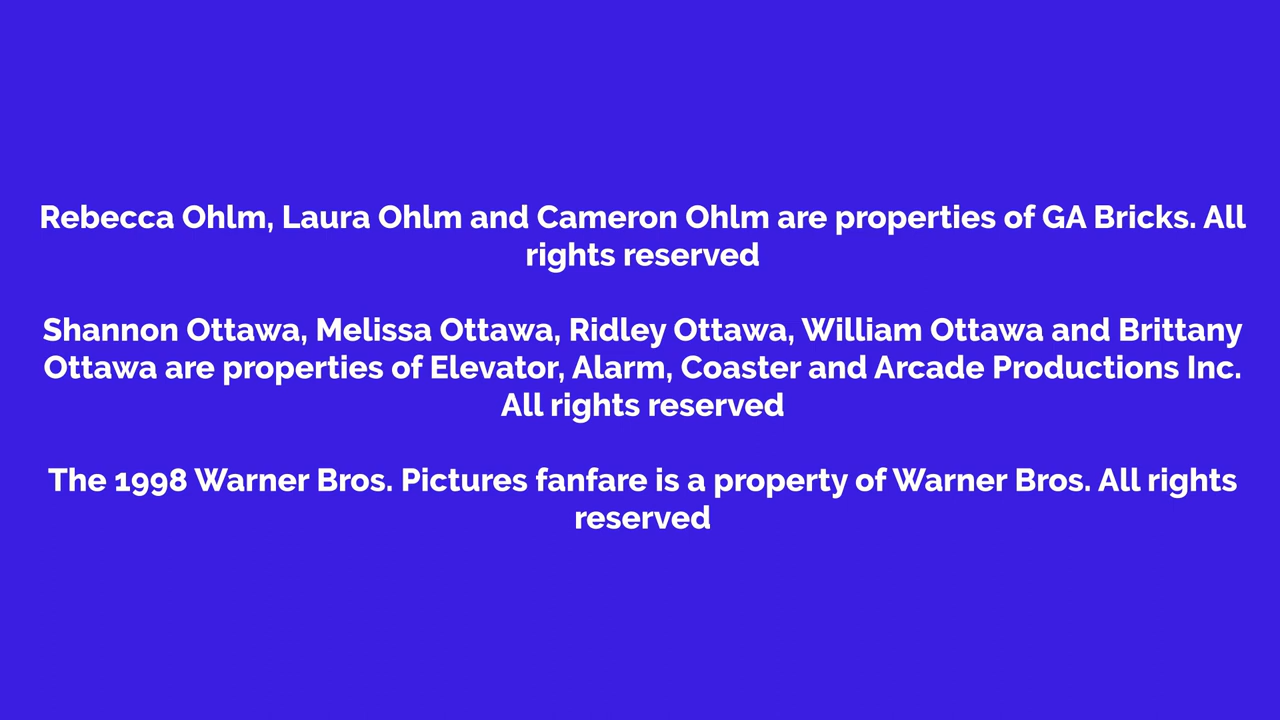 Rebecca Ohlm, Laura Ohlm and Cameron Ohlm are properties of GA Bricks. All
rights reserved
Shannon Ottawa, Melissa Ottawa, Ridley Ottawa, William Ottawa and Brittany
Ottawa are properties of Elevator, Alarm, Coaster and Arcade Productions Inc.
All rights reserved
The 1998 Warner Bros. Pictures fanfare is a property of Warner Bros. All rights
reserved